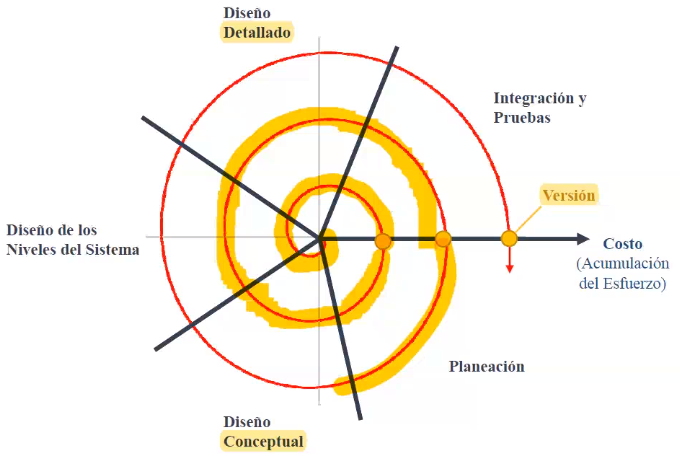 Diseño
Detallado
Integración y
Pruebas
Versión
Diseño de los
Niveles del Sistema
Costo
(Acumulación
del Esfuerzo)
Planeación
Diseño
Conceptual